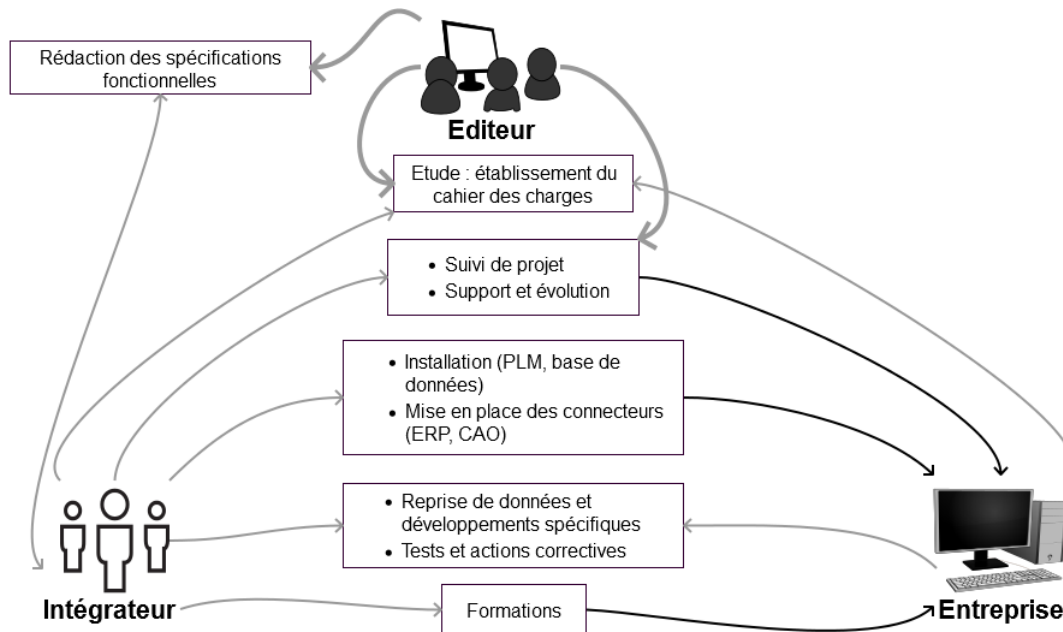 Rédaction des spécifications
fonctionnelles
Editeur
Etude : établissement du
cahier des charges
• Suivi de projet
• Support et évolution
• Installation (PLM, base de
données)
• Mise en place des connecteurs
(ERP, CAO)
• Reprise de données et
développements spécifiques
• Tests et actions correctives
Intégrateur
Formations
Entreprise